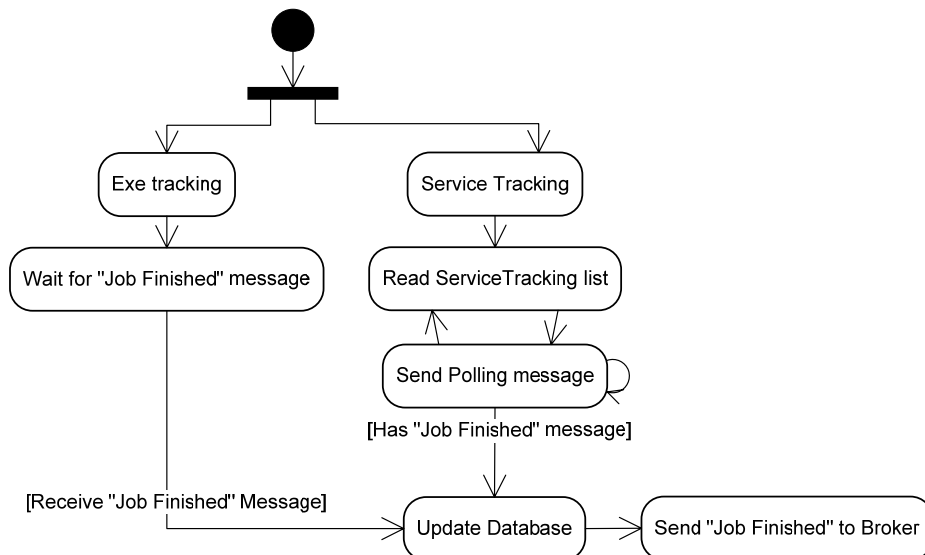 Exe tracking
Service Tracking
Wait for "Job Finished" message
Read ServiceTracking list
Send Polling message
[Has "Job Finished" message]
[Receive "Job Finished" Message]
Update Database
Send "Job Finished" to Broker